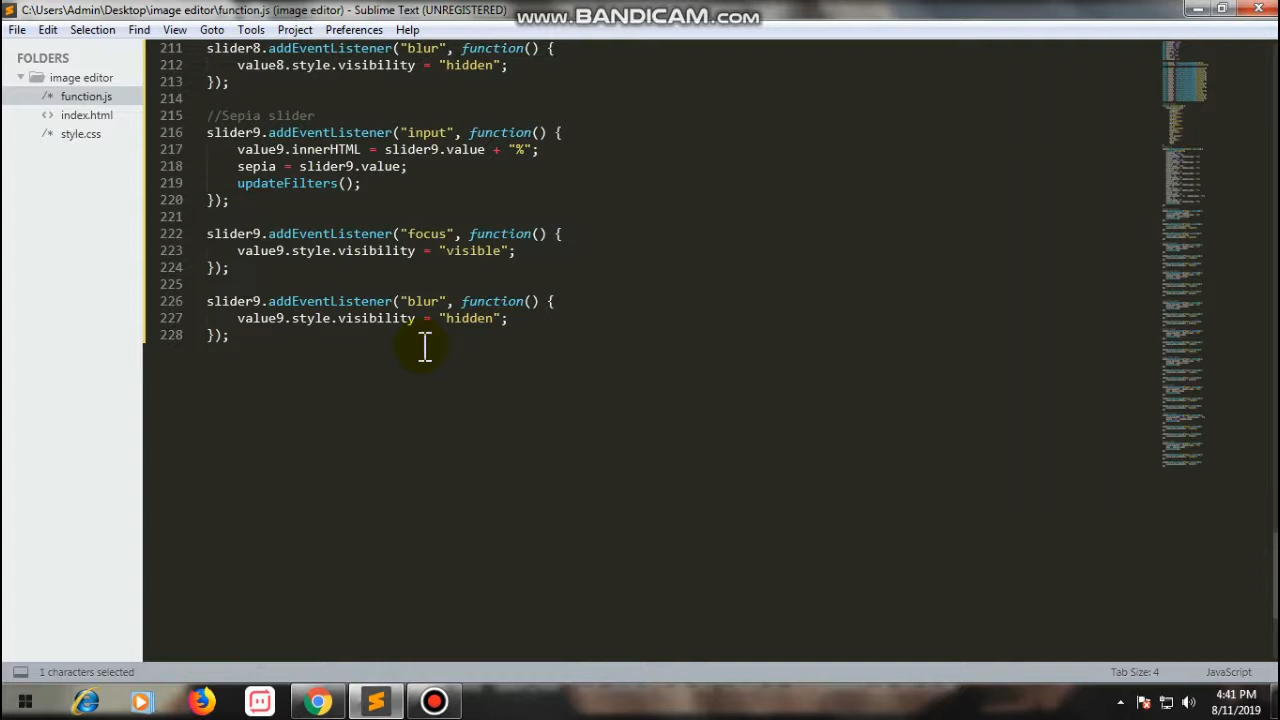 C:\Users\Admin\Desktop\image editor\function.js (image editor) - Sublime Text (UNREGISTERED)
www.BANDICAM.com
File Edit Selection Find View Goto Tools Project Preferences Help
FOLDERS
image editor
/* function.js
<> index.html
/* style.css
211 slider8.addEventListener("blur", function() {
212 value8.style.visibility = "hidden";
213 });
214
215 //Sepia slider
216 slider9.addEventListener("input", function() {
217 value9.innerHTML = slider9.value + "%";
218 sepia = slider9.value;
219 updateFilters();
220 });
221
222 slider9.addEventListener("focus", function() {
223 value9.style.visibility = "visible";
224 });
225
226 slider9.addEventListener("blur", function() {
227 value9.style.visibility = "hidden";
228 });
1 characters selected
Tab Size: 4
JavaScript
4:41 PM
8/11/2019